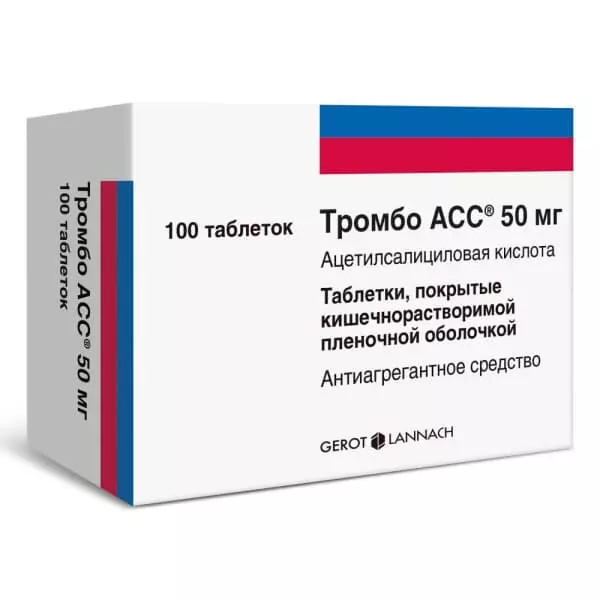 Тромбо АСС® 50 мг
100 таблеток
100 таблеток
Тромбо АСС® 50 мг
Ацетилсалициловая кислота
Таблетки, покрытые
кишечнорастворимой
пленочной оболочкой
Антиагрегантное средство
GEROT LANNACH